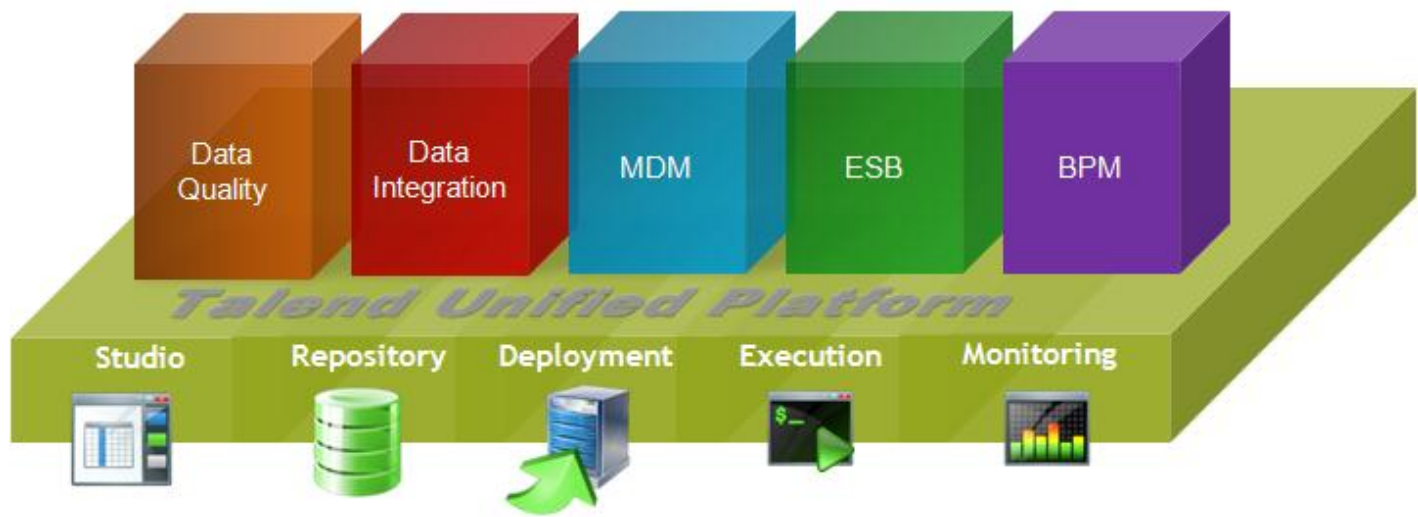 Data
Quality
Data
Integration
MDM
ESB
BPM
Talend Unified Platform
Studio
Repository
Deployment
Execution
Monitoring
$_